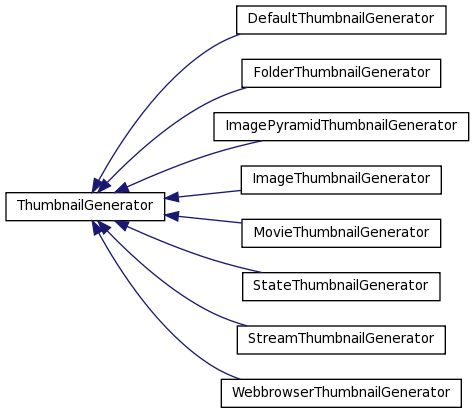 DefaultThumbnailGenerator
FolderThumbnailGenerator
ImagePyramidThumbnailGenerator
ImageThumbnailGenerator
ThumbnailGenerator
MovieThumbnailGenerator
StateThumbnailGenerator
StreamThumbnailGenerator
WebbrowserThumbnailGenerator